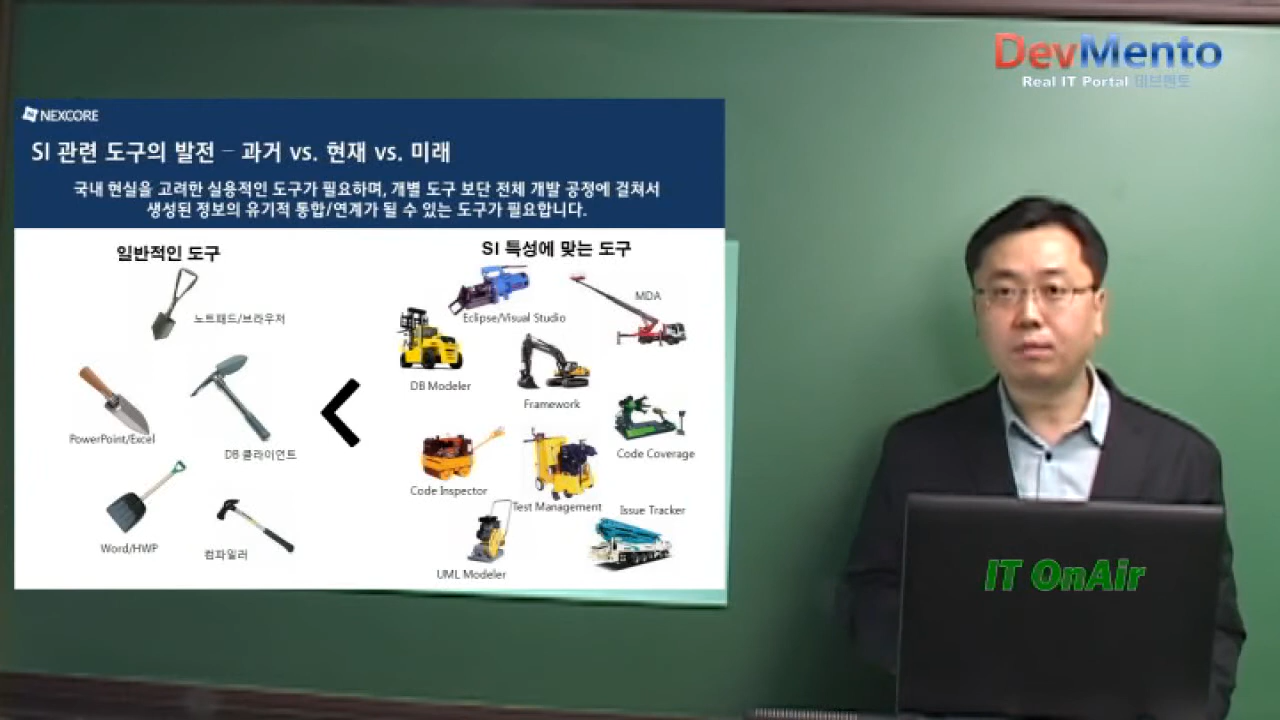 DevMento
Real IT Portal 데브멘토
NEXCORE
SI 관련 도구의 발전 – 과거 vs. 현재 vs. 미래
국내 현실을 고려한 실용적인 도구가 필요하며, 개별 도구 보단 전체 개발 공정에 걸쳐서
생성된 정보의 유기적 통합/연계가 될 수 있는 도구가 필요합니다.
일반적인 도구
노트패드/브라우저
PowerPoint/Excel
DB 클라이언트
Word/HWP
컴파일러
SI 특성에 맞는 도구
MDA
Eclipse/Visual Studio
DB Modeler
Framework
Code Coverage
Code Inspector
Test Management
Issue Tracker
UML Modeler
IT OnAir